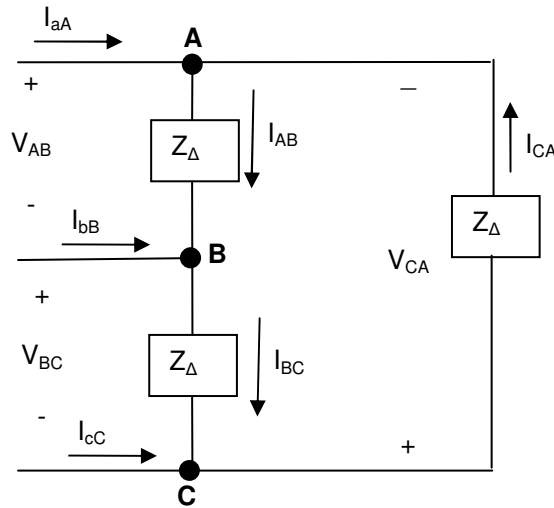 I_aA
A
+
–
V_AB
Z_Δ
I_AB
I_CA
-
I_bB
Z_Δ
B
V_CA
+
V_BC
Z_Δ
I_BC
-
I_cC
+
C